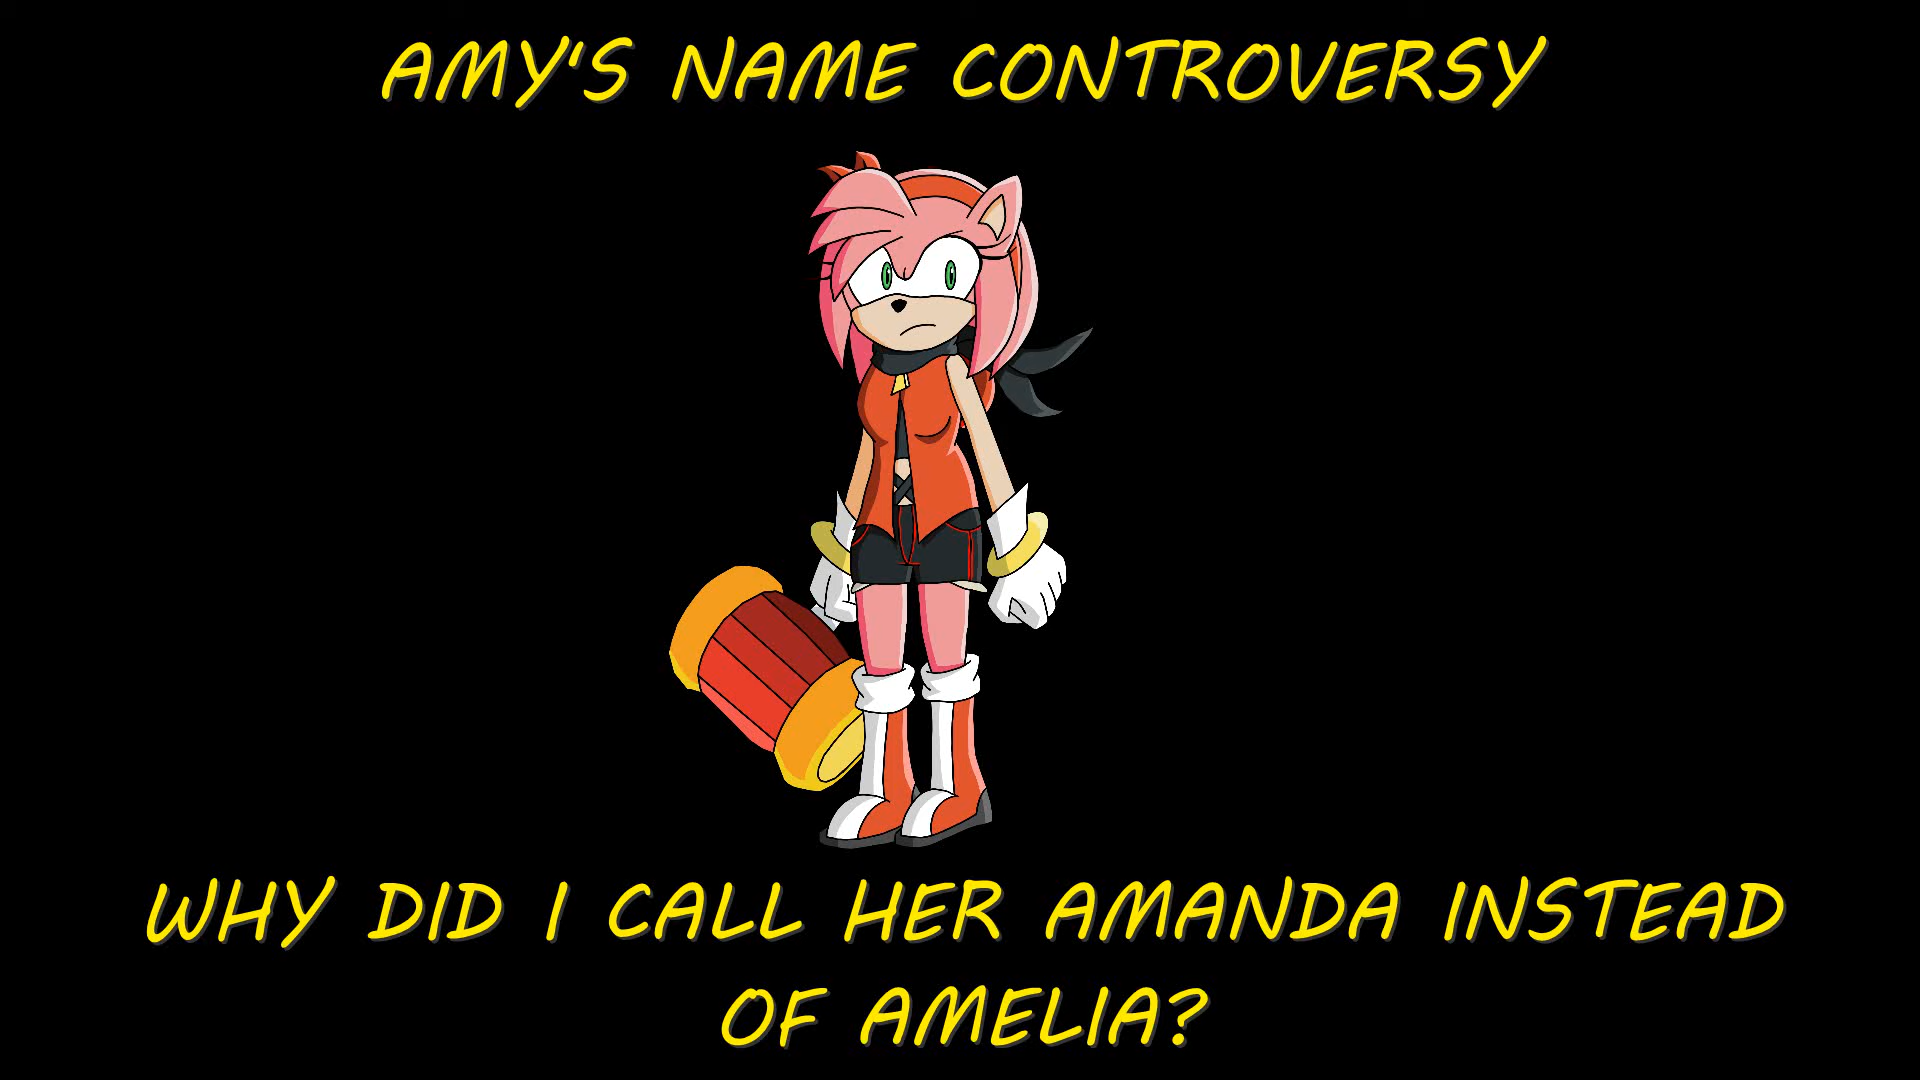 AMY'S NAME CONTROVERSY
WHY DID I CALL HER AMANDA INSTEAD
OF AMELIA?